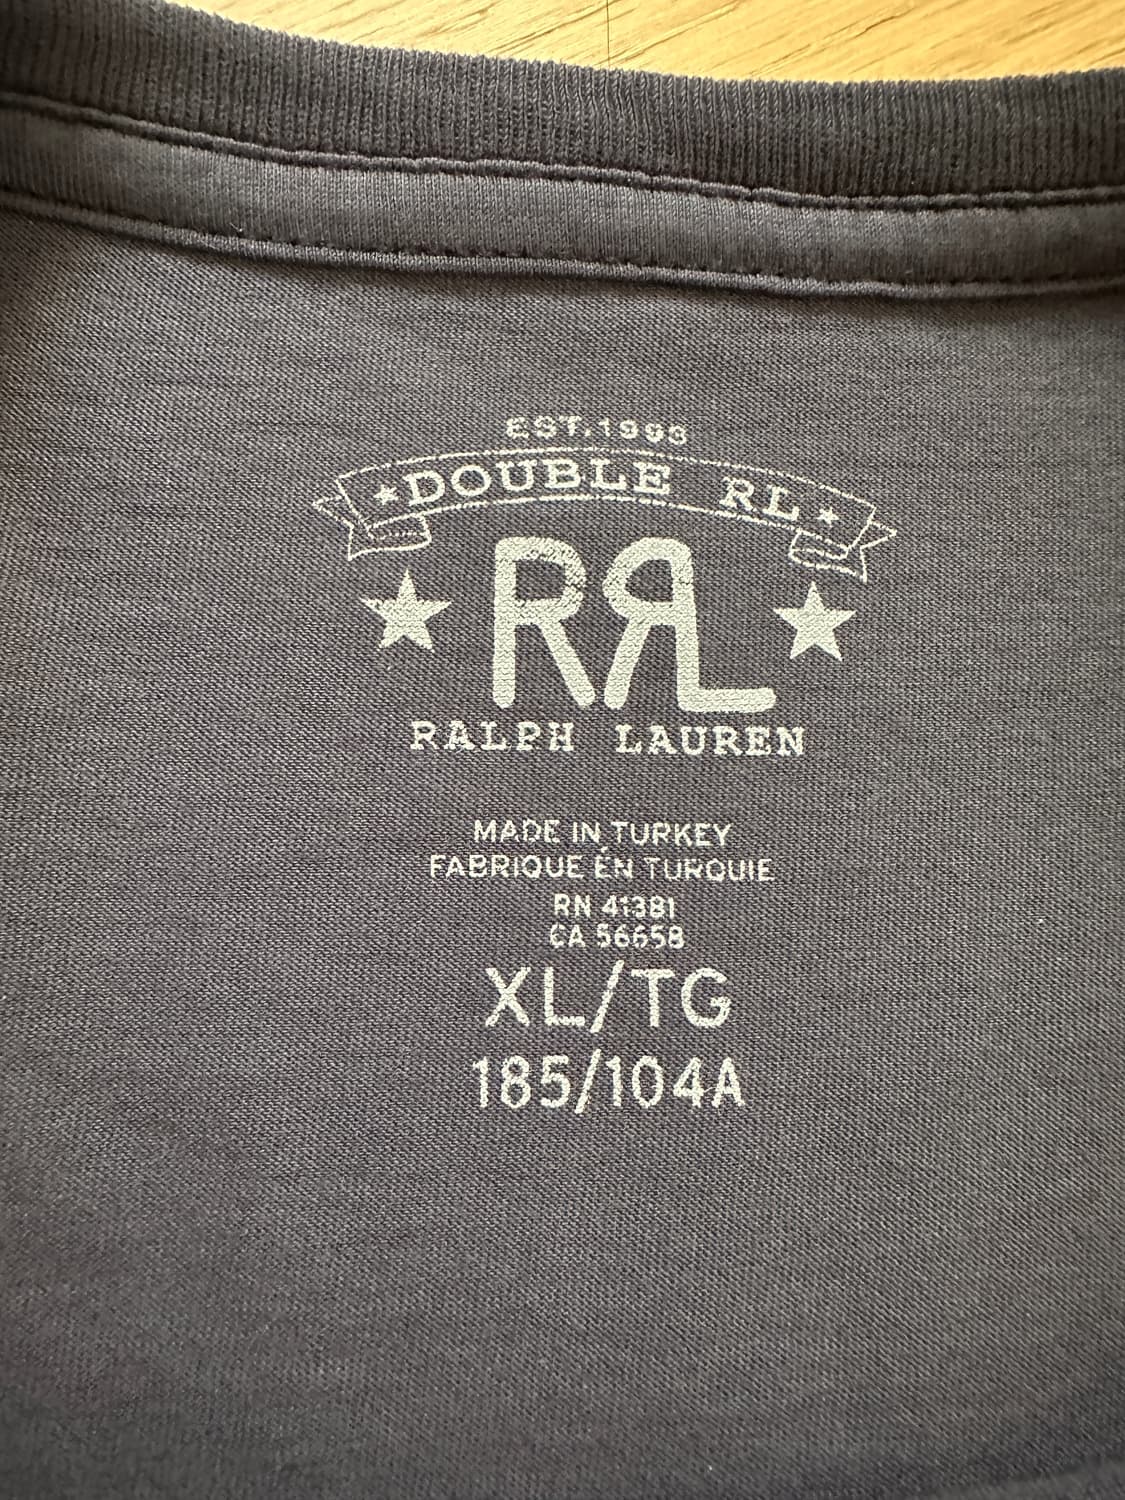 EST.1993
★DOUBLE RL★
RRL
RALPH LAUREN
MADE IN TURKEY
FABRIQUÉ EN TURQUIE
RN 41381
CA 56658
XL/TG
185/104A